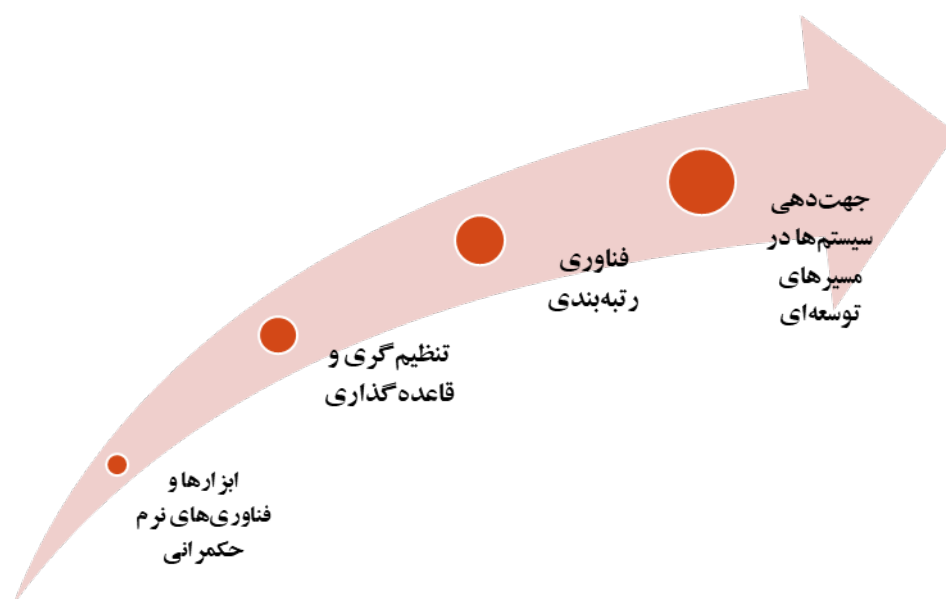 ابزارها و
فناوری‌های نرم
حکمرانی
تنظیم‌گری و
قاعده‌گذاری
فناوری
رتبه‌بندی
جهت‌دهی
سیستم‌ها در
مسیرهای
توسعه‌ای